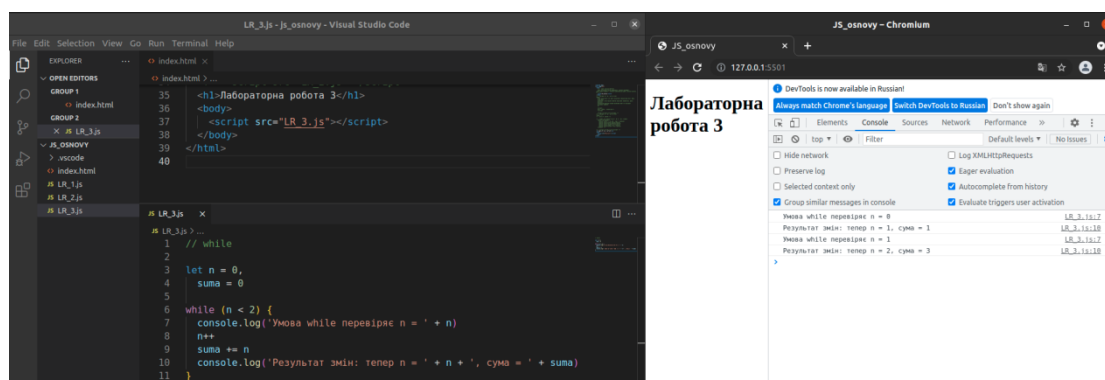 LR_3.js - js_osnovy - Visual Studio Code
File Edit Selection View Go Run Terminal Help
EXPLORER
OPEN EDITORS
GROUP 1
index.html
GROUP 2
JS LR_3.js
JS_OSNOVY
.vscode
index.html
JS LR_1.js
JS LR_2.js
JS LR_3.js
index.html
index.html > ...
35 <h1>Лабораторна робота 3</h1>
36 <body>
37 <script src="LR_3.js"></script>
38 </body>
39 </html>
40
JS LR_3.js
JS LR_3.js > ...
1 // while
2
3 let n = 0,
4 suma = 0
5
6 while (n < 2) {
7 console.log('Умова while перевіряє n = ' + n)
8 n++
9 suma += n
10 console.log('Результат змін: тепер n = ' + n + ', сума = ' + suma)
11 }
JS_osnovy – Chromium
JS_osnovy
127.0.0.1:5501
Лабораторна
робота 3
DevTools is now available in Russian!
Always match Chrome's language Switch DevTools to Russian Don't show again
Elements Console Sources Network Performance »
top Filter Default levels No Issues
Hide network Log XMLHttpRequests
Preserve log Eager evaluation
Selected context only Autocomplete from history
Group similar messages in console Evaluate triggers user activation
Умова while перевіряє n = 0 LR_3.js:7
Результат змін: тепер n = 1, сума = 1 LR_3.js:10
Умова while перевіряє n = 1 LR_3.js:7
Результат змін: тепер n = 2, сума = 3 LR_3.js:10